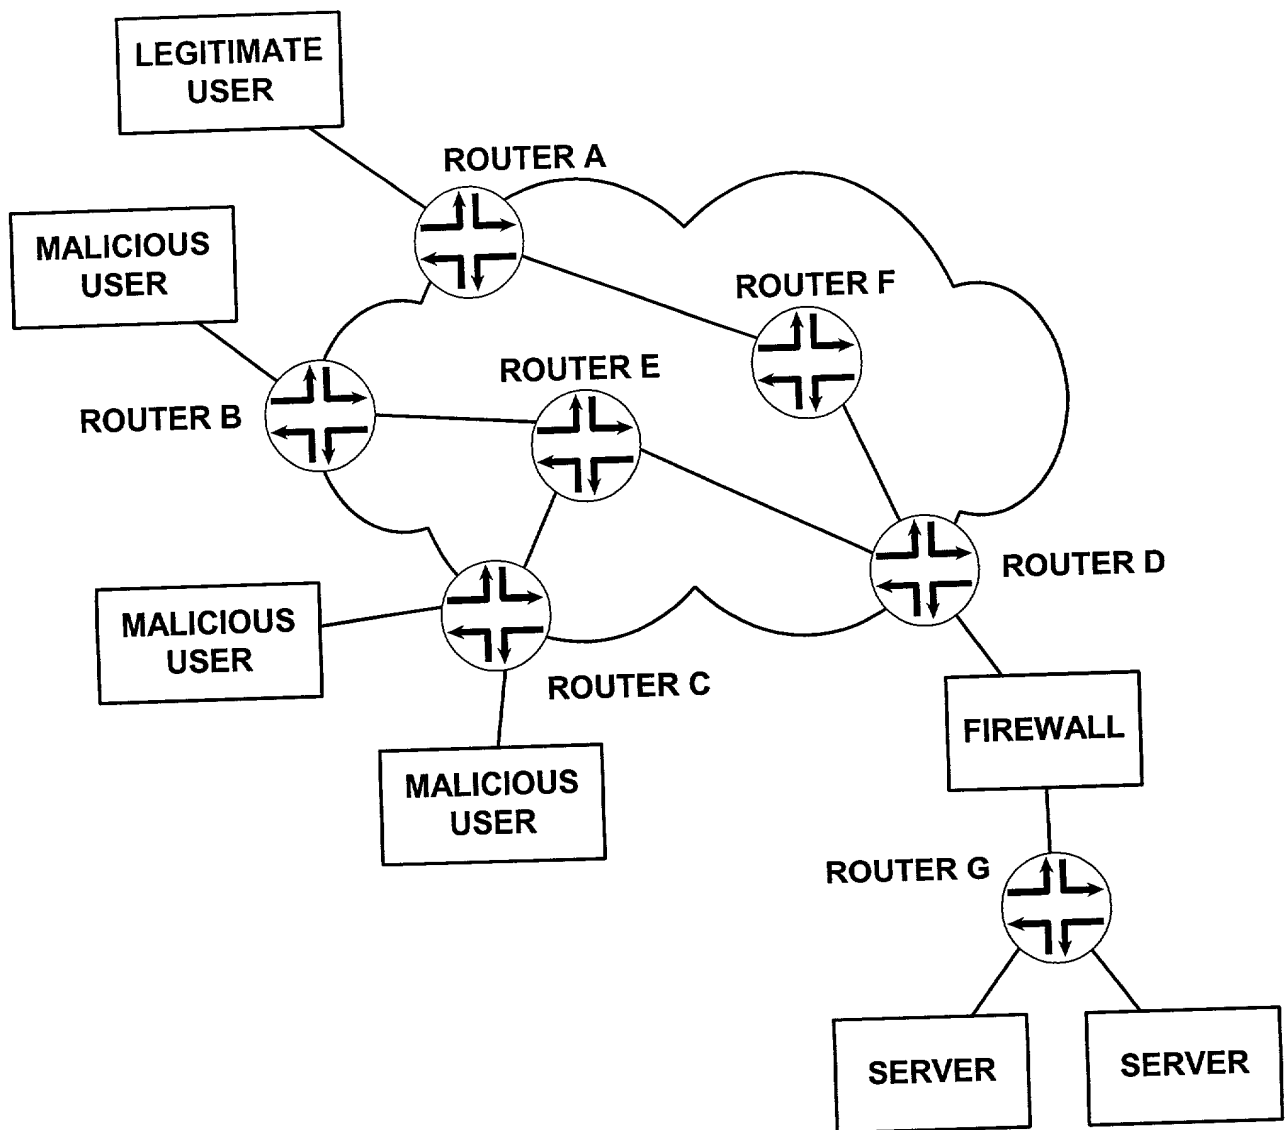 LEGITIMATE
USER
ROUTER A
MALICIOUS
USER
ROUTER F
ROUTER E
ROUTER B
ROUTER D
MALICIOUS
USER
ROUTER C
FIREWALL
MALICIOUS
USER
ROUTER G
SERVER
SERVER